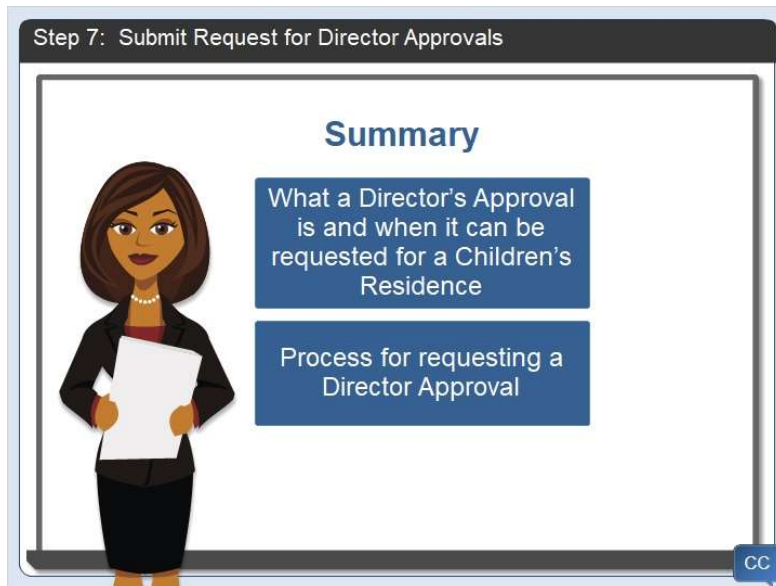 Step 7:  Submit Request for Director Approvals
Summary
What a Director’s Approval
is and when it can be
requested for a Children’s
Residence
Process for requesting a
Director Approval
CC